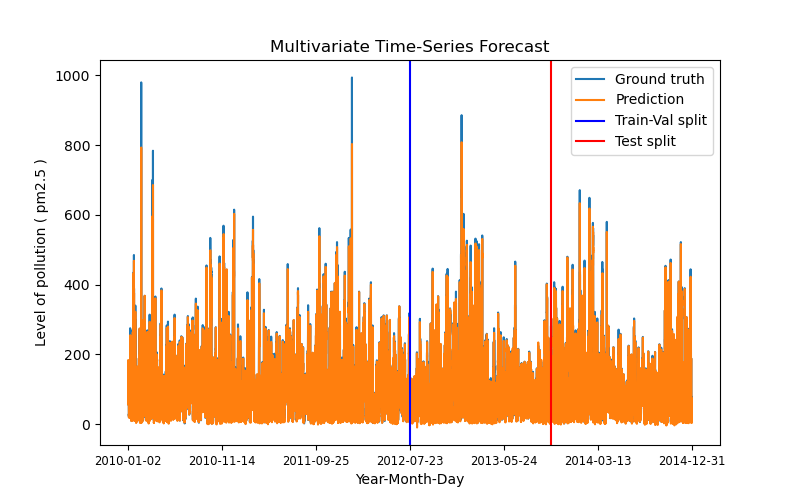 Multivariate Time-Series Forecast
Ground truth
Prediction
Train-Val split
Test split
Level of pollution ( pm2.5 )
1000
800
600
400
200
0
2010-01-02 2010-11-14 2011-09-25 2012-07-23 2013-05-24 2014-03-13 2014-12-31
Year-Month-Day